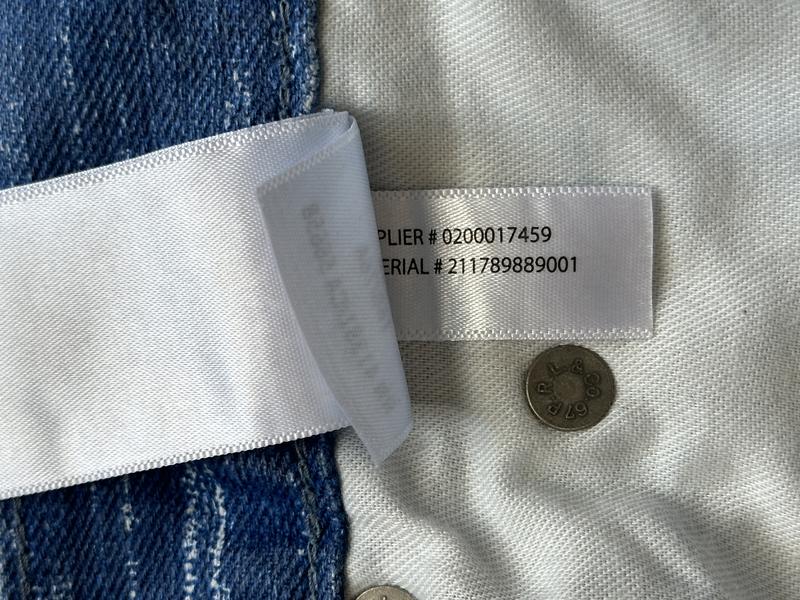 PLIER # 0200017459
ERIAL # 211789889001
P.R.L. & Co. 67